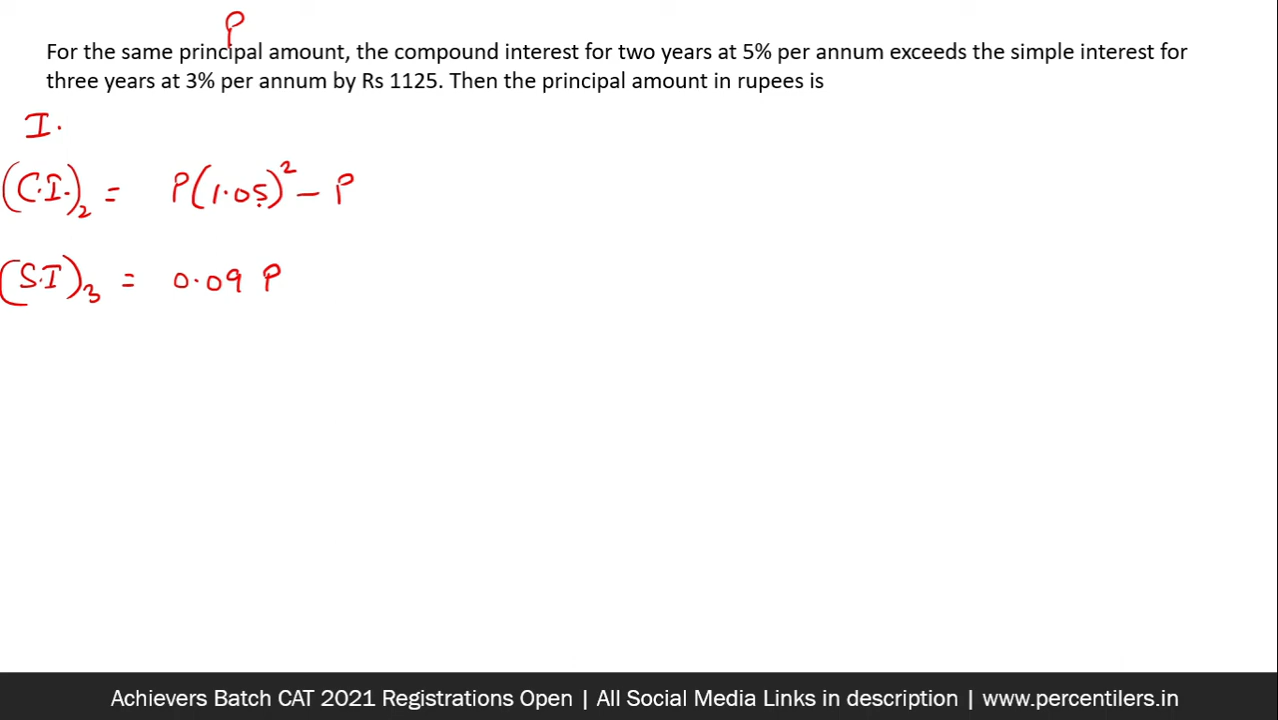 P
For the same principal amount, the compound interest for two years at 5% per annum exceeds the simple interest for
three years at 3% per annum by Rs 1125. Then the principal amount in rupees is
I.
(C.I.)₂ = P(1.05)² - P
(S.I)₃ = 0.09 P
Achievers Batch CAT 2021 Registrations Open | All Social Media Links in description | www.percentilers.in